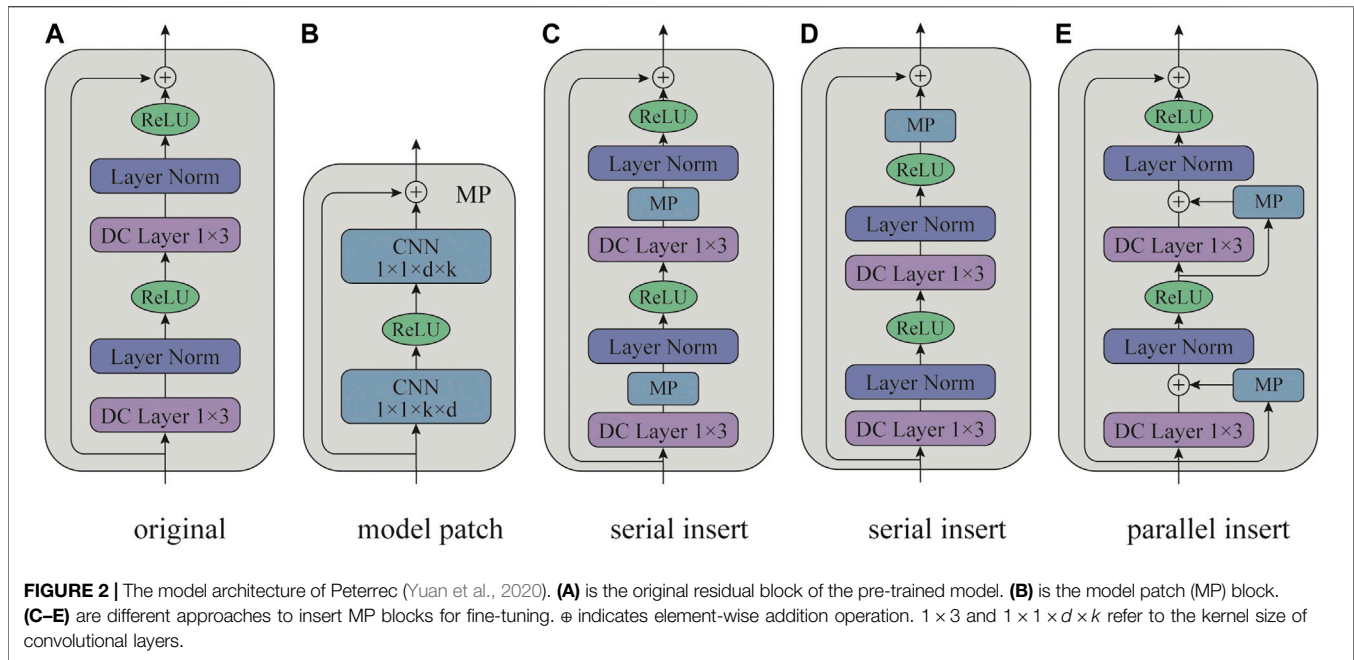 A
B
C
D
E
+
ReLU
Layer Norm
DC Layer 1×3
ReLU
Layer Norm
DC Layer 1×3
+
MP
CNN
1×1×d×k
ReLU
CNN
1×1×k×d
+
ReLU
Layer Norm
MP
DC Layer 1×3
ReLU
Layer Norm
MP
DC Layer 1×3
+
MP
ReLU
Layer Norm
DC Layer 1×3
ReLU
Layer Norm
DC Layer 1×3
+
ReLU
Layer Norm
+
MP
DC Layer 1×3
ReLU
Layer Norm
+
MP
DC Layer 1×3
original
model patch
serial insert
serial insert
parallel insert
FIGURE 2 | The model architecture of Peterrec (Yuan et al., 2020). (A) is the original residual block of the pre-trained model. (B) is the model patch (MP) block.
(C–E) are different approaches to insert MP blocks for fine-tuning. ⊕ indicates element-wise addition operation. 1 × 3 and 1 × 1 × d × k refer to the kernel size of
convolutional layers.